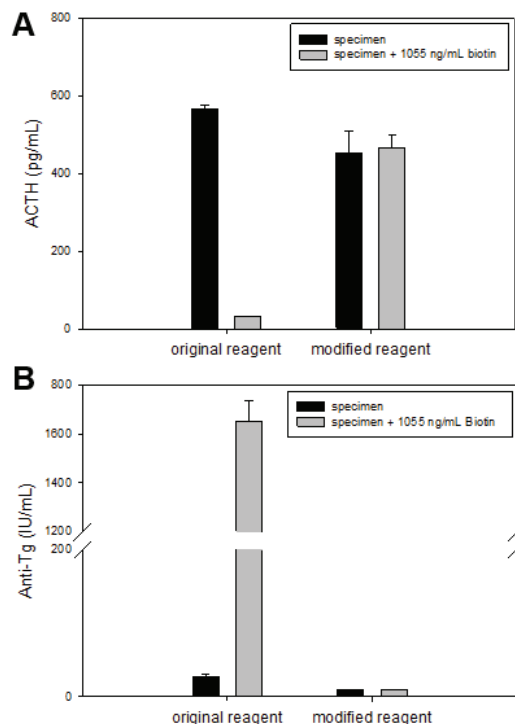 A
800
600
400
200
0
ACTH (pg/mL)
specimen
specimen + 1055 ng/mL biotin
original reagent
modified reagent
B
800
1600
1400
1200
200
0
Anti-Tg (IU/mL)
specimen
specimen + 1055 ng/mL Biotin
original reagent
modified reagent